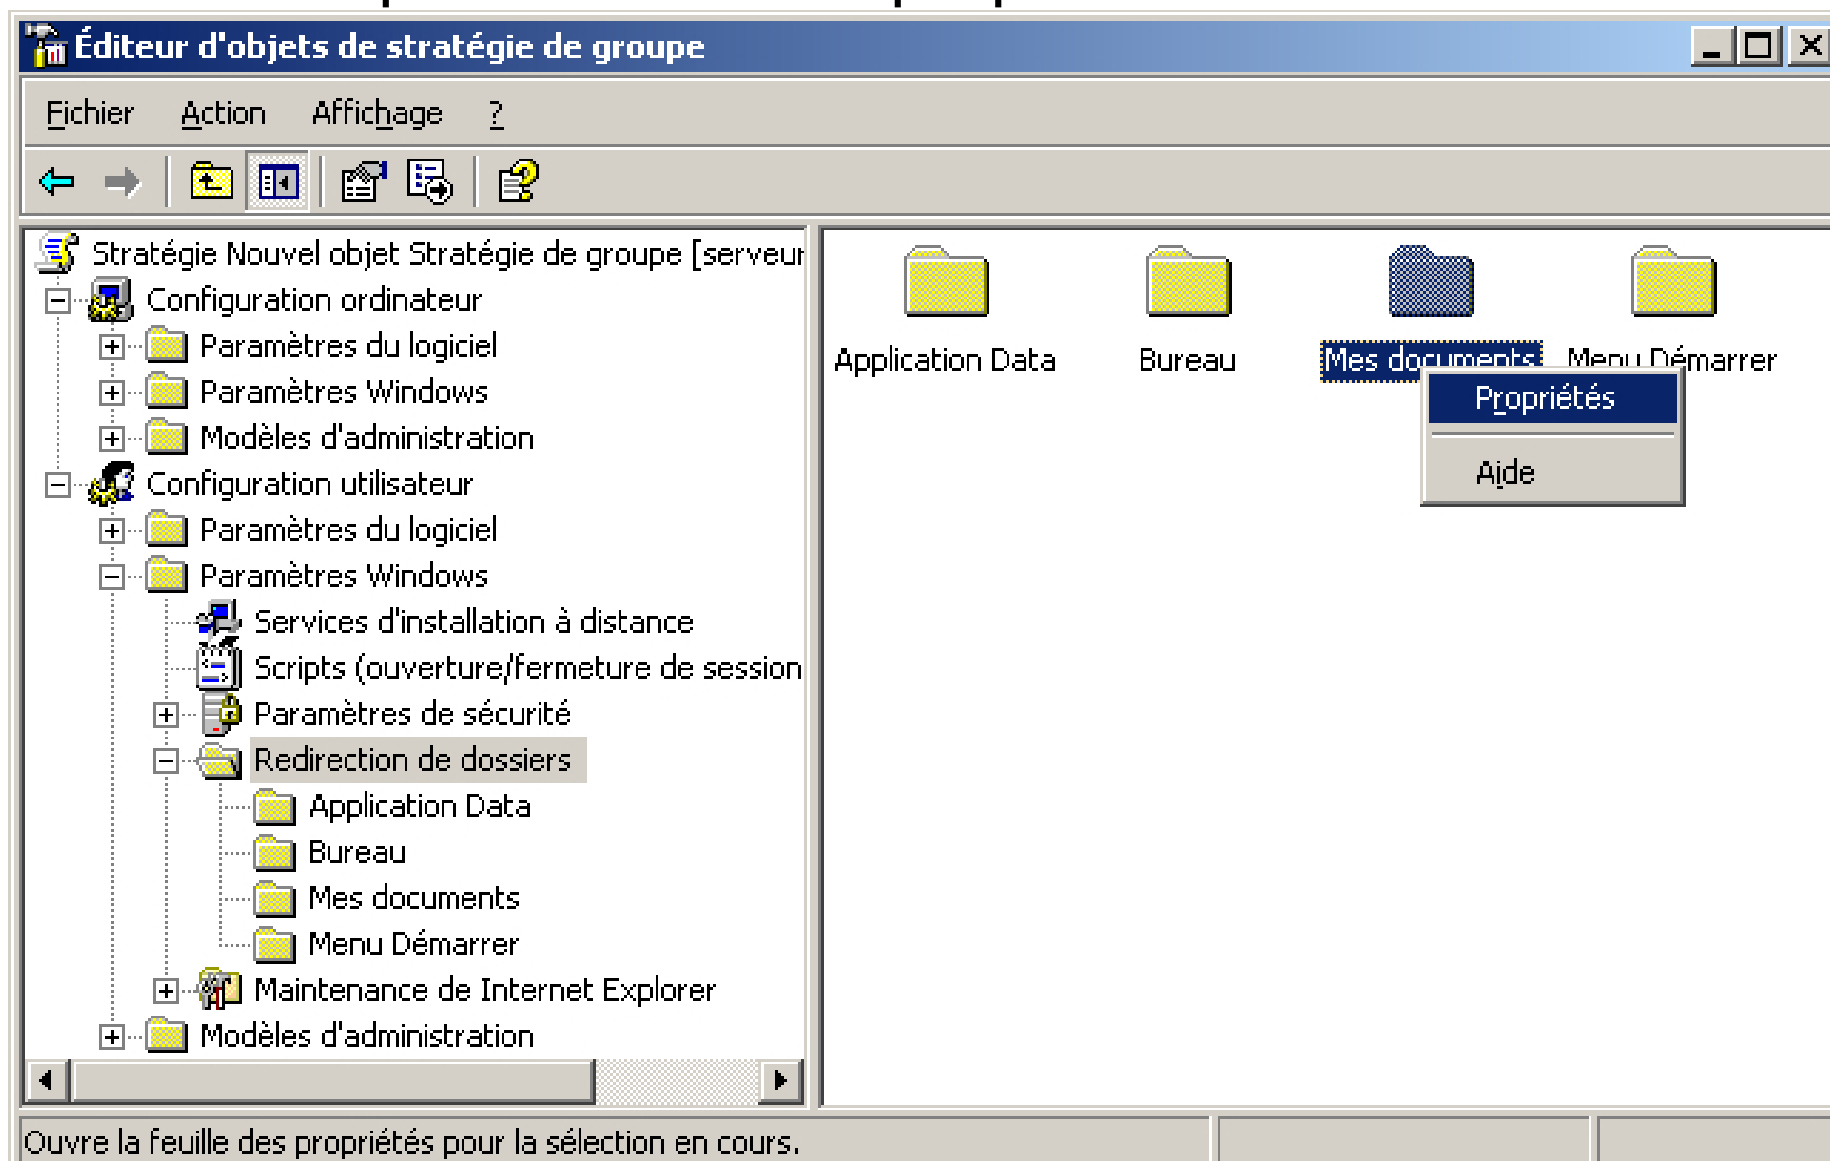 Éditeur d'objets de stratégie de groupe
Fichier Action Affichage ?
Stratégie Nouvel objet Stratégie de groupe [serveur
Configuration ordinateur
Paramètres du logiciel
Paramètres Windows
Modèles d'administration
Configuration utilisateur
Paramètres du logiciel
Paramètres Windows
Services d'installation à distance
Scripts (ouverture/fermeture de session
Paramètres de sécurité
Redirection de dossiers
Application Data
Bureau
Mes documents
Menu Démarrer
Maintenance de Internet Explorer
Modèles d'administration
Application Data Bureau Mes documents Menu Démarrer
Propriétés
Aide
Ouvre la feuille des propriétés pour la sélection en cours.